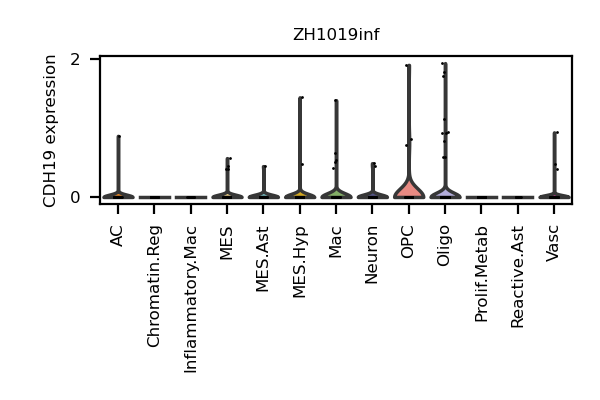 ZH1019inf
CDH19 expression
2
0
AC
Chromatin.Reg
Inflammatory.Mac
MES
MES.Ast
MES.Hyp
Mac
Neuron
OPC
Oligo
Prolif.Metab
Reactive.Ast
Vasc